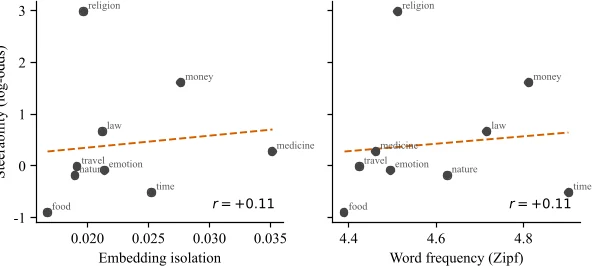 Steerability (log-odds)
3
2
1
0
-1
religion
money
law
medicine
travel
nature
emotion
time
food
r = +0.11
0.020 0.025 0.030 0.035
Embedding isolation
religion
money
law
medicine
travel
emotion
nature
time
food
r = +0.11
4.4 4.6 4.8
Word frequency (Zipf)